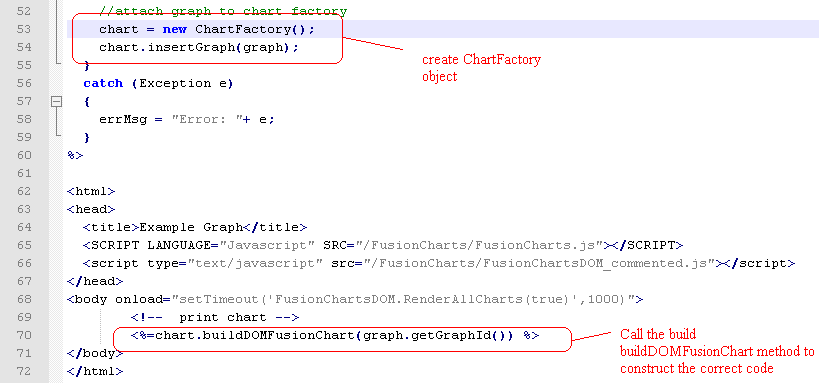 52 //attach graph to chart factory
53 chart = new ChartFactory();
54 chart.insertGraph(graph);
create ChartFactory
object
55 }
56 catch (Exception e)
57 {
58 errMsg = "Error: "+ e;
59 }
60 %>
61
62 <html>
63 <head>
64 <title>Example Graph</title>
65 <SCRIPT LANGUAGE="Javascript" SRC="/FusionCharts/FusionCharts.js"></SCRIPT>
66 <script type="text/javascript" src="/FusionCharts/FusionChartsDOM_commented.js"></script>
67 </head>
68 <body onload="setTimeout('FusionChartsDOM.RenderAllCharts(true)',1000)">
69 <!-- print chart -->
70 <%=chart.buildDOMFusionChart(graph.getGraphId()) %>
Call the build
buildDOMFusionChart method to
construct the correct code
71 </body>
72 </html>